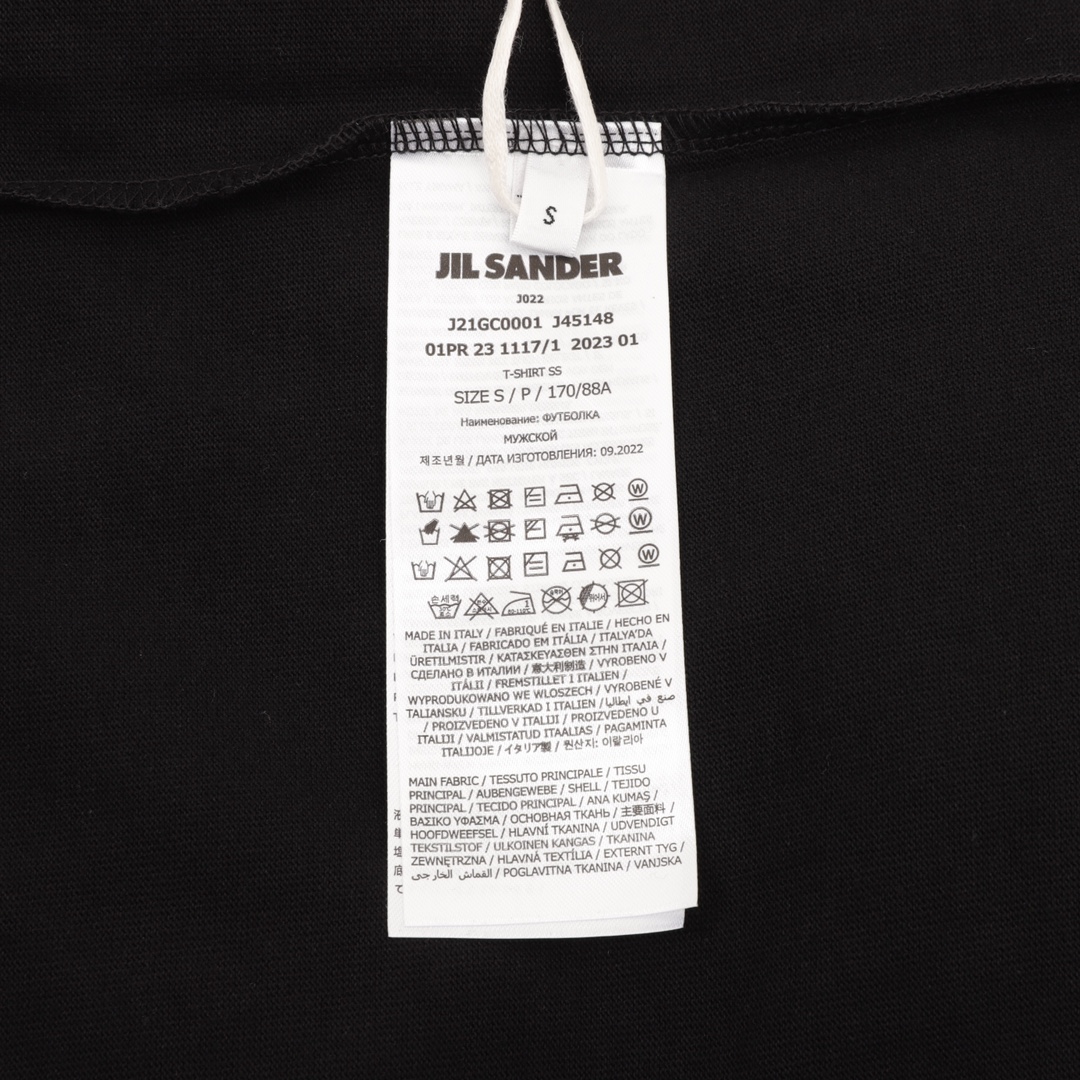 S
JIL SANDER
J022
J21GC0001 J45148
01PR 23 1117/1 2023 01
T-SHIRT SS
SIZE S / P / 170/88A
Наименование: ФУТБОЛКА
МУЖСКОЙ
제조년월 / ДАТА ИЗГОТОВЛЕНИЯ: 09.2022
W
W
W
손세탁
MADE IN ITALY / FABRIQUÉ EN ITALIE / HECHO EN
ITALIA / FABRICADO EM ITÁLIA / ITALYA'DA
ÜRETILMISTIR / ΚΑΤΑΣΚΕΥΑΣΘΕΝ ΣΤΗΝ ΙΤΑΛΙΑ /
СДЕЛАНО В ИТАЛИИ / 意大利制造 / VYROBENO V
ITÁLII / FREMSTILLET I ITALIEN /
WYPRODUKOWANO WE WLOSZECH / VYROBENÉ V
TALIANSKU / TILLVERKAD I ITALIEN / صنع في ايطاليا
/ PROIZVEDENO V ITALIJI / PROIZVEDENO U
ITALIJI / VALMISTATUD ITAALIAS / PAGAMINTA
ITALIJOJE / イタリア製 / 원산지: 이탈리아
MAIN FABRIC / TESSUTO PRINCIPALE / TISSU
PRINCIPAL / AUBENGEWEBE / SHELL / TEJIDO
PRINCIPAL / TECIDO PRINCIPAL / ANA KUMAŞ /
ΒΑΣΙΚΟ ΥΦΑΣΜΑ / ОСНОВНАЯ ТКАНЬ / 主要面料 /
HOOFDWEEFSEL / HLAVNÍ TKANINA / UDVENDIGT
TEKSTILSTOF / ULKOINEN KANGAS / TKANINA
ZEWNĘTRZNA / HLAVNÁ TEXTÍLIA / EXTERNT TYG /
القماش الخارجى / POGLAVITNA TKANINA / VANJSKA